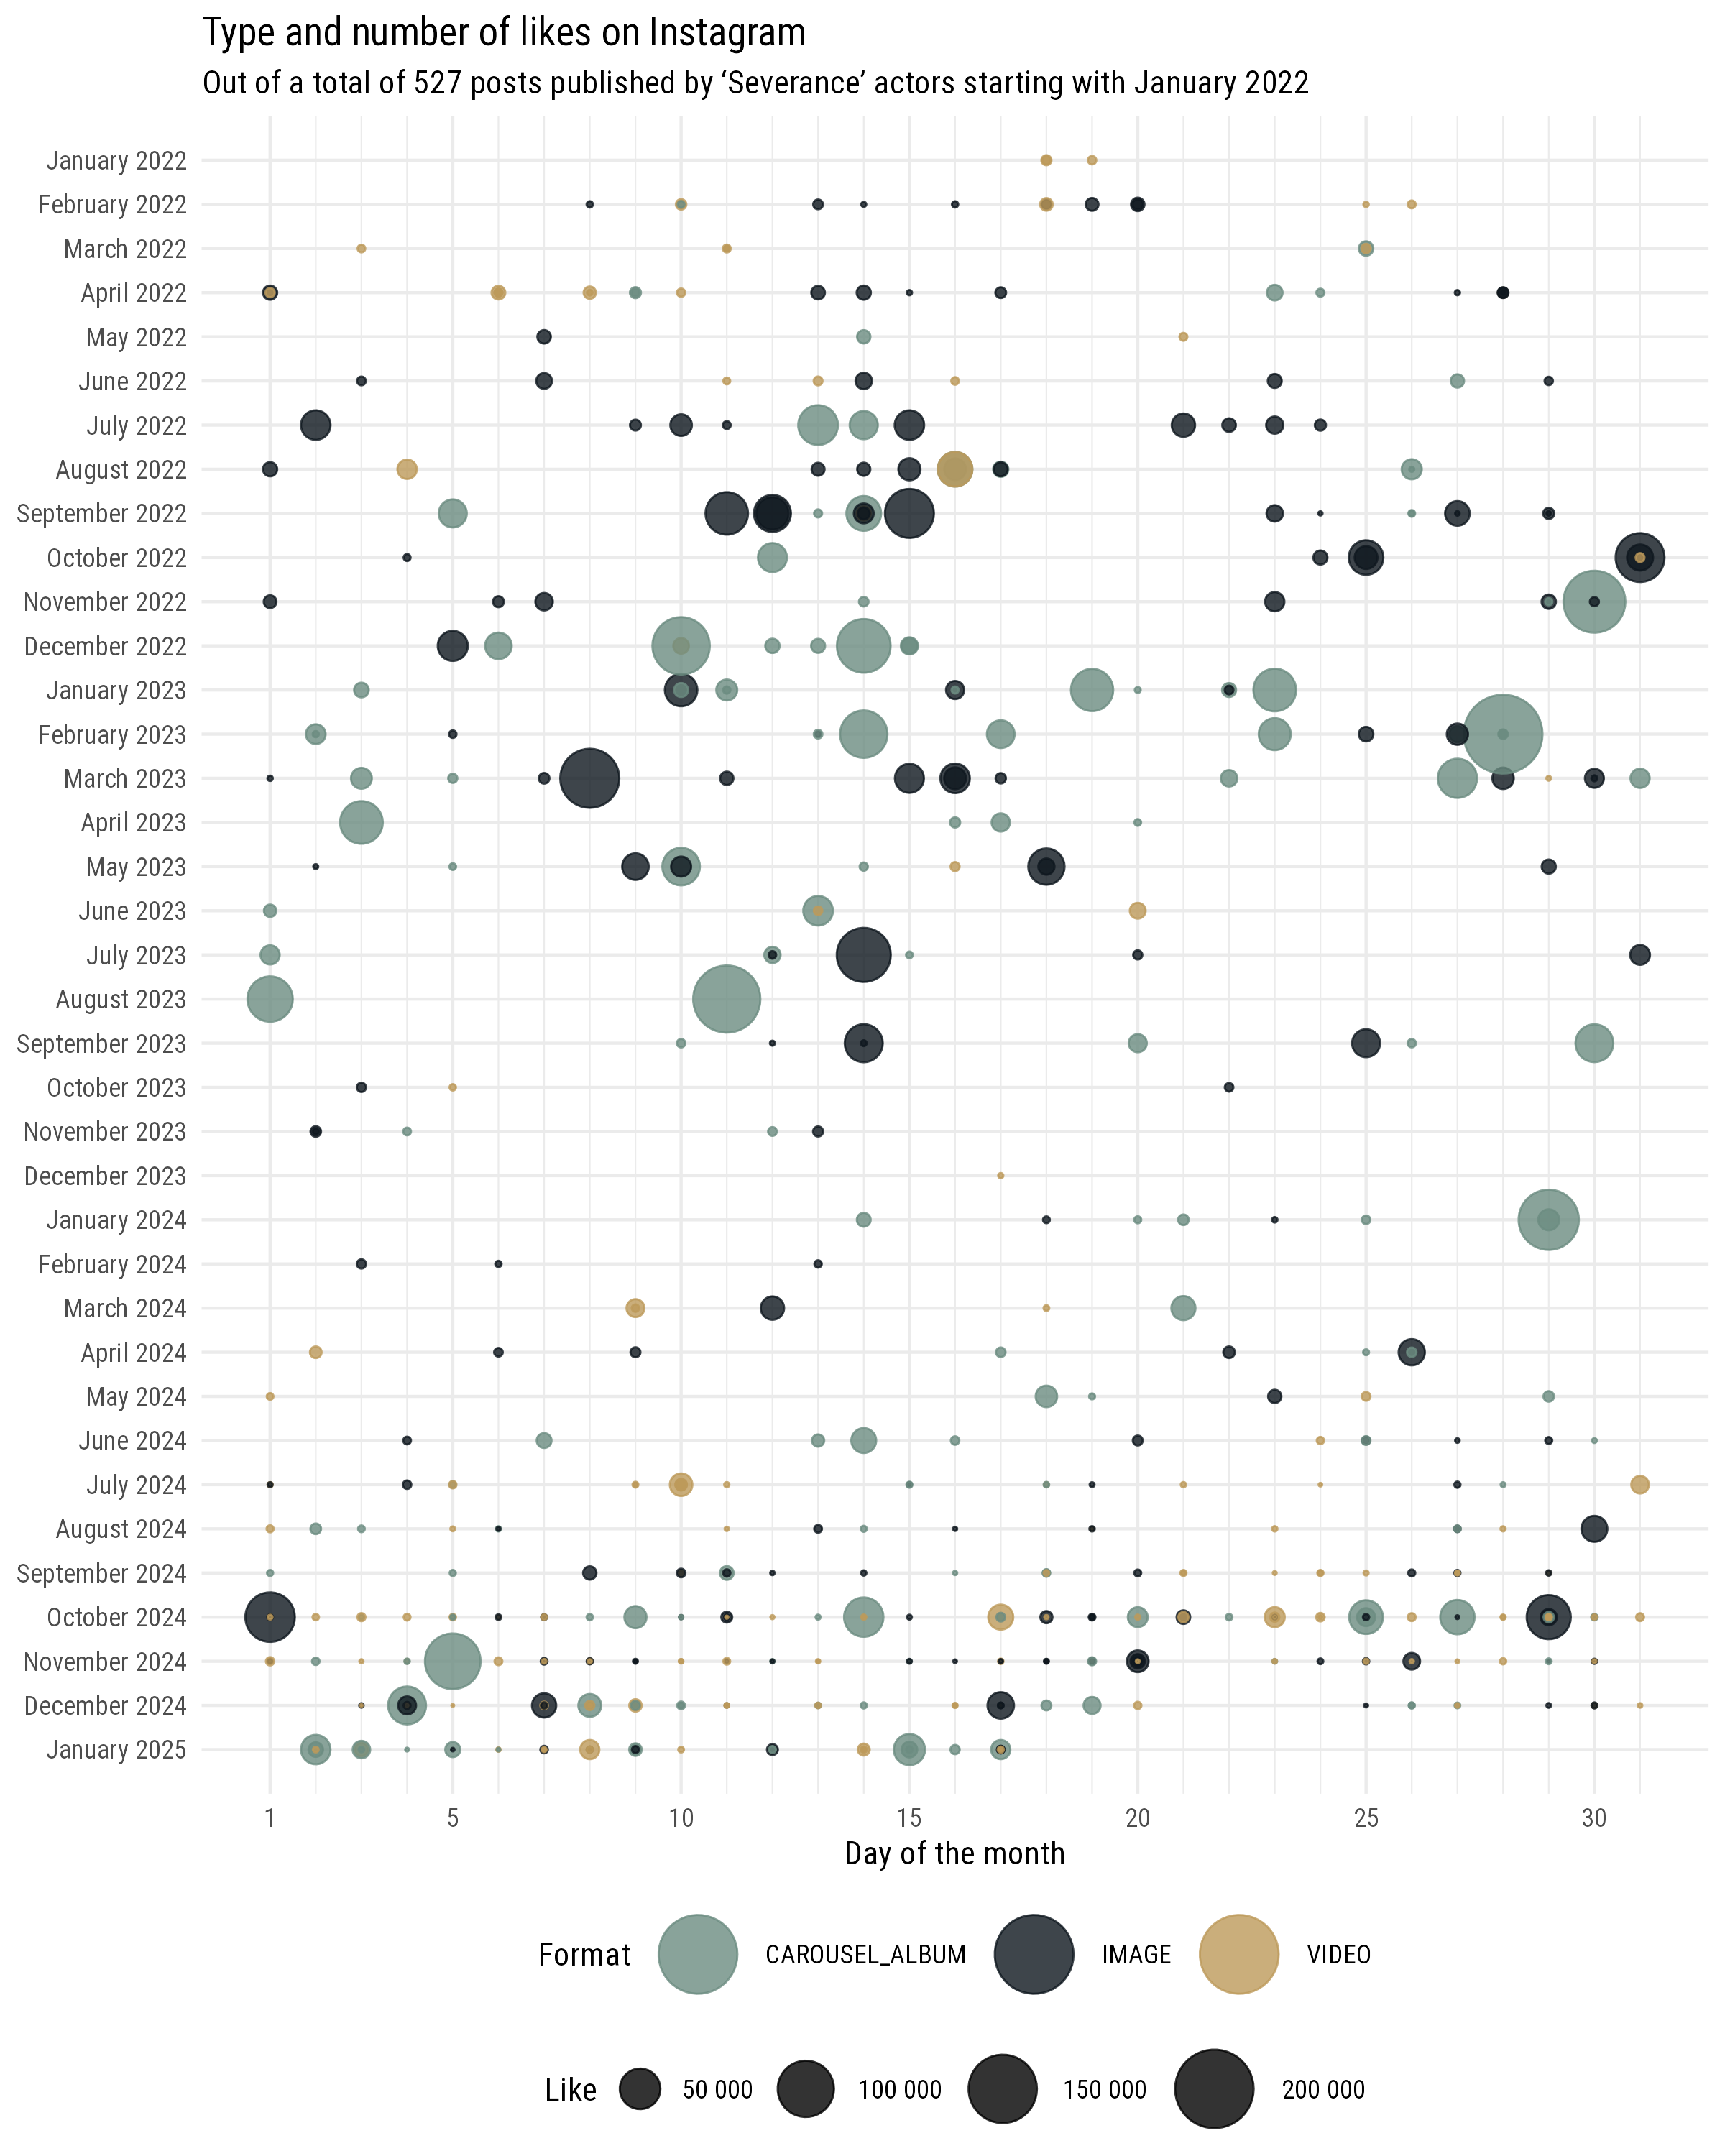 Type and number of likes on Instagram
Out of a total of 527 posts published by ‘Severance’ actors starting with January 2022
January 2022
February 2022
March 2022
April 2022
May 2022
June 2022
July 2022
August 2022
September 2022
October 2022
November 2022
December 2022
January 2023
February 2023
March 2023
April 2023
May 2023
June 2023
July 2023
August 2023
September 2023
October 2023
November 2023
December 2023
January 2024
February 2024
March 2024
April 2024
May 2024
June 2024
July 2024
August 2024
September 2024
October 2024
November 2024
December 2024
January 2025
1 5 10 15 20 25 30
Day of the month
Format CAROUSEL_ALBUM IMAGE VIDEO
Like 50 000 100 000 150 000 200 000